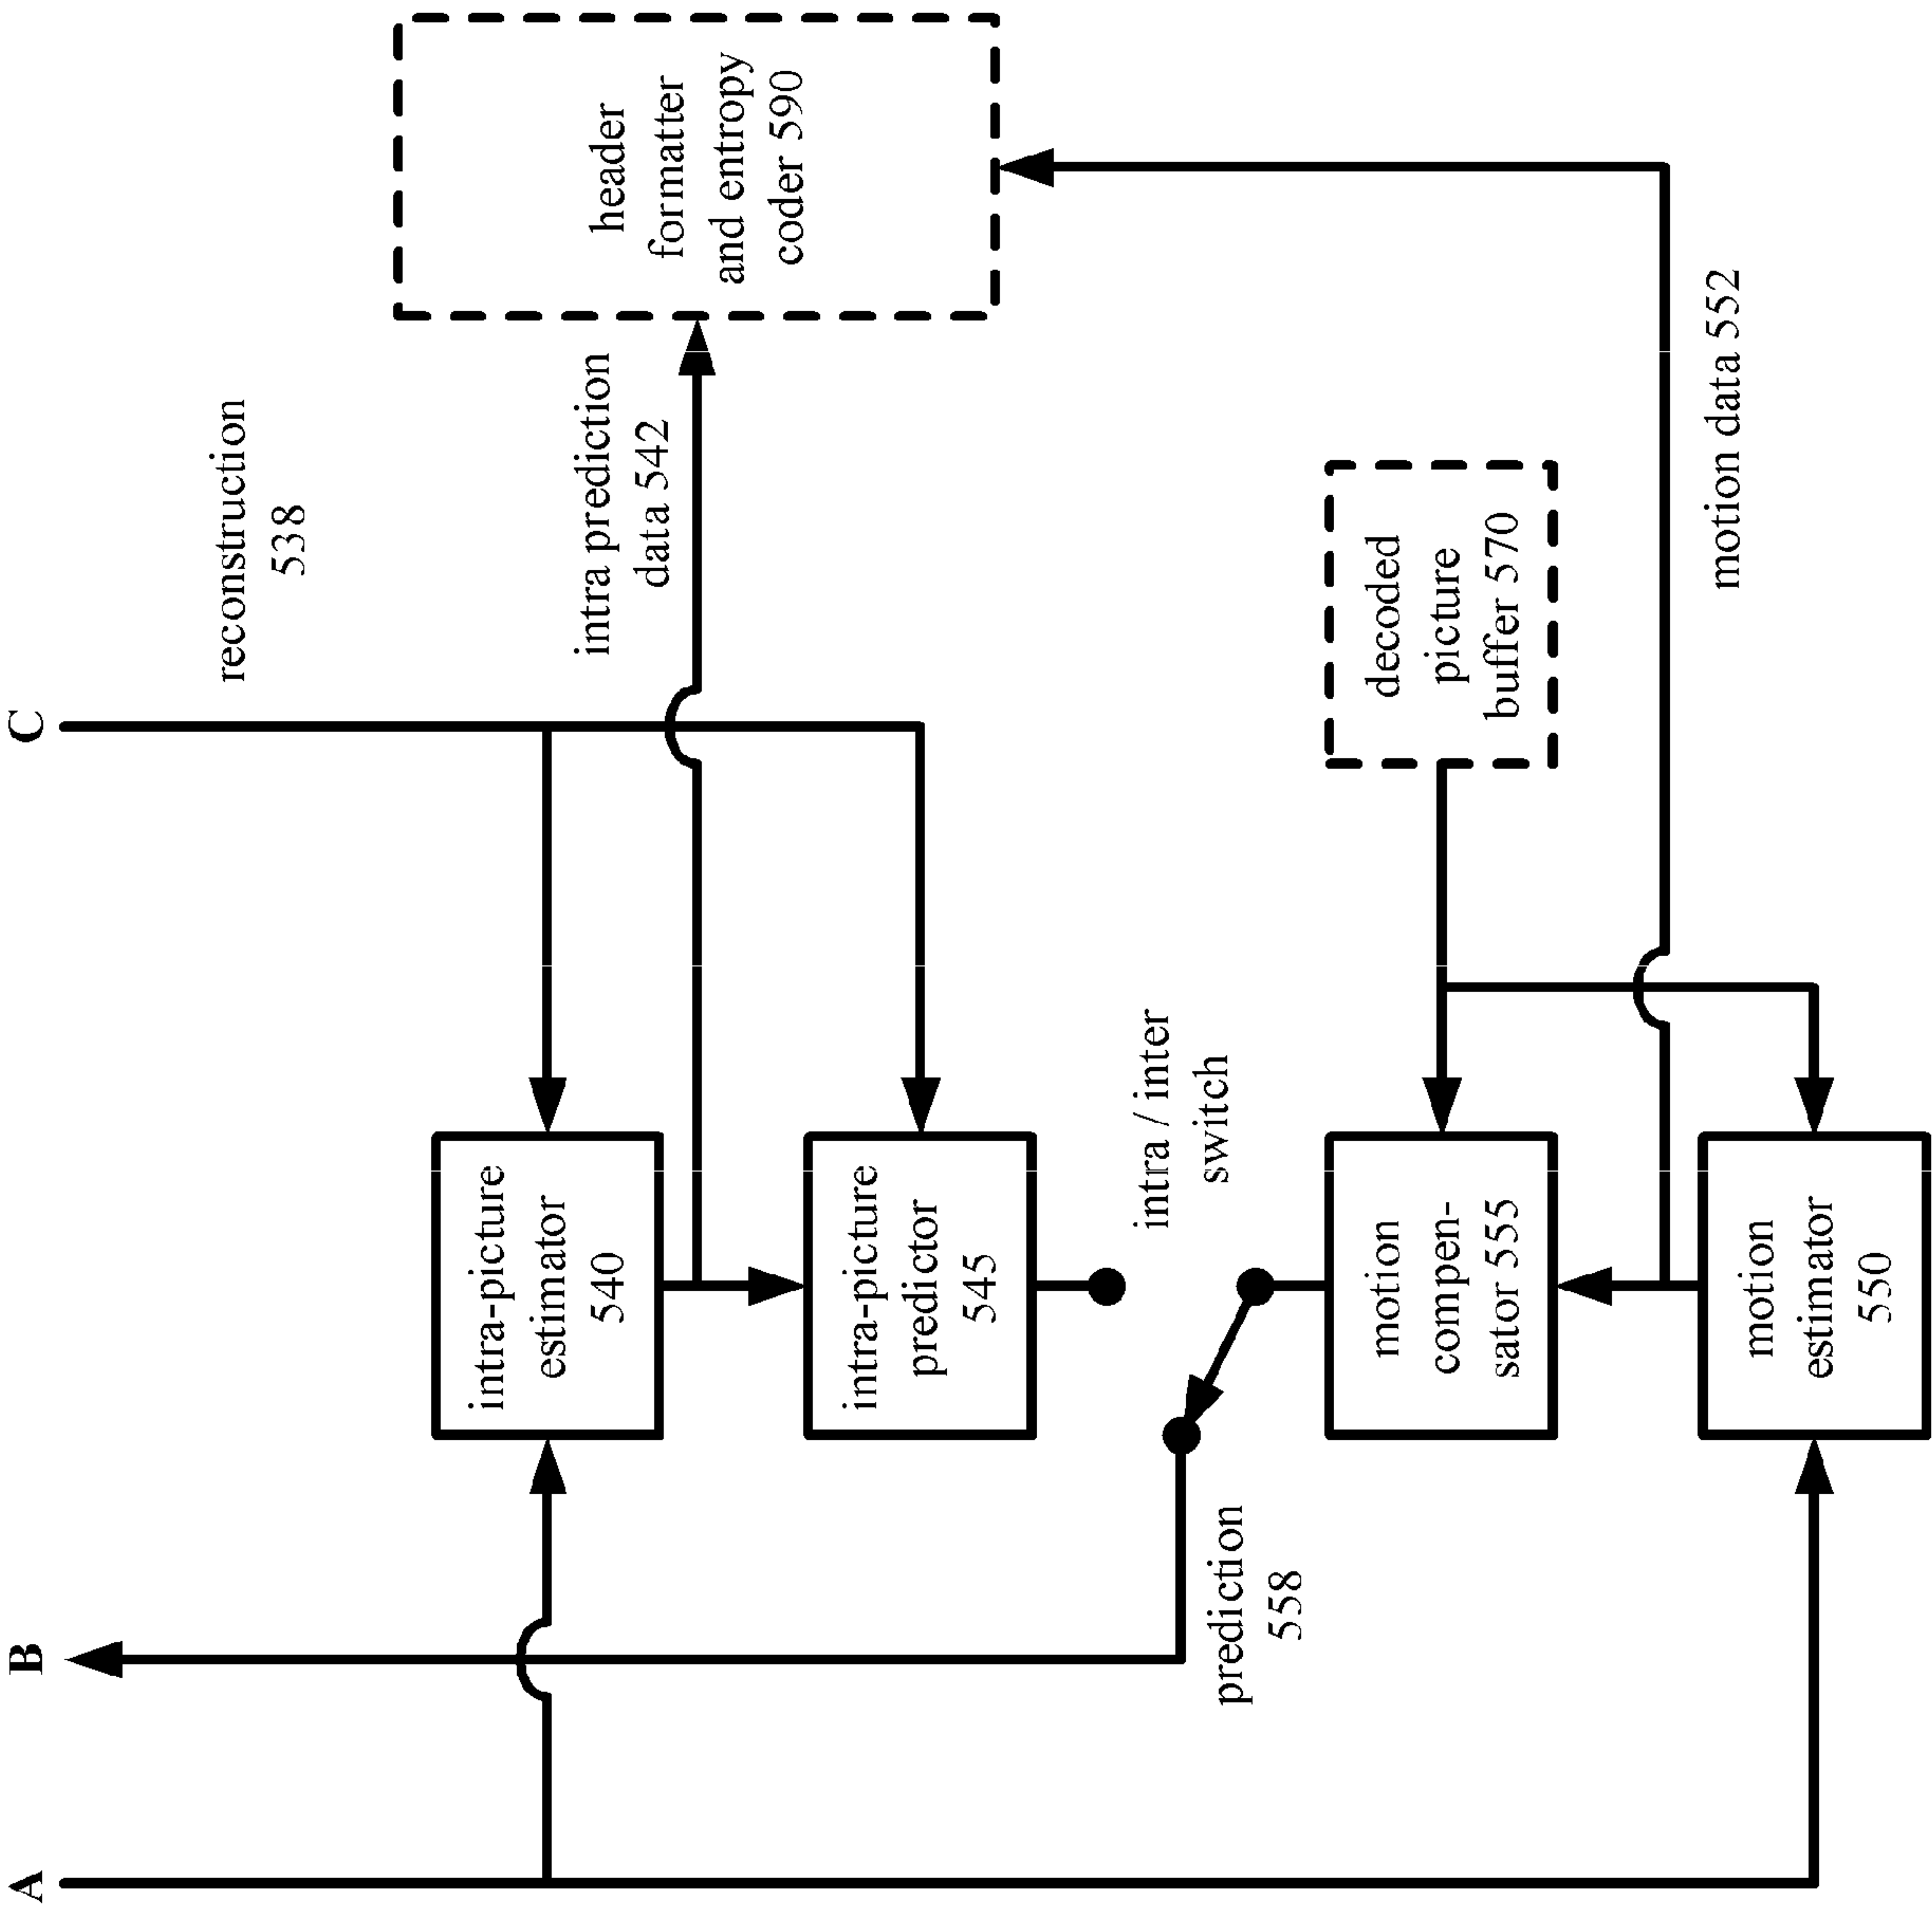 A
B
C
reconstruction
538
intra-picture
estimator
540
intra prediction
data 542
header
formatter
and entropy
coder 590
intra-picture
predictor
545
intra / inter
switch
prediction
558
motion
compen-
sator 555
decoded
picture
buffer 570
motion
estimator
550
motion data 552